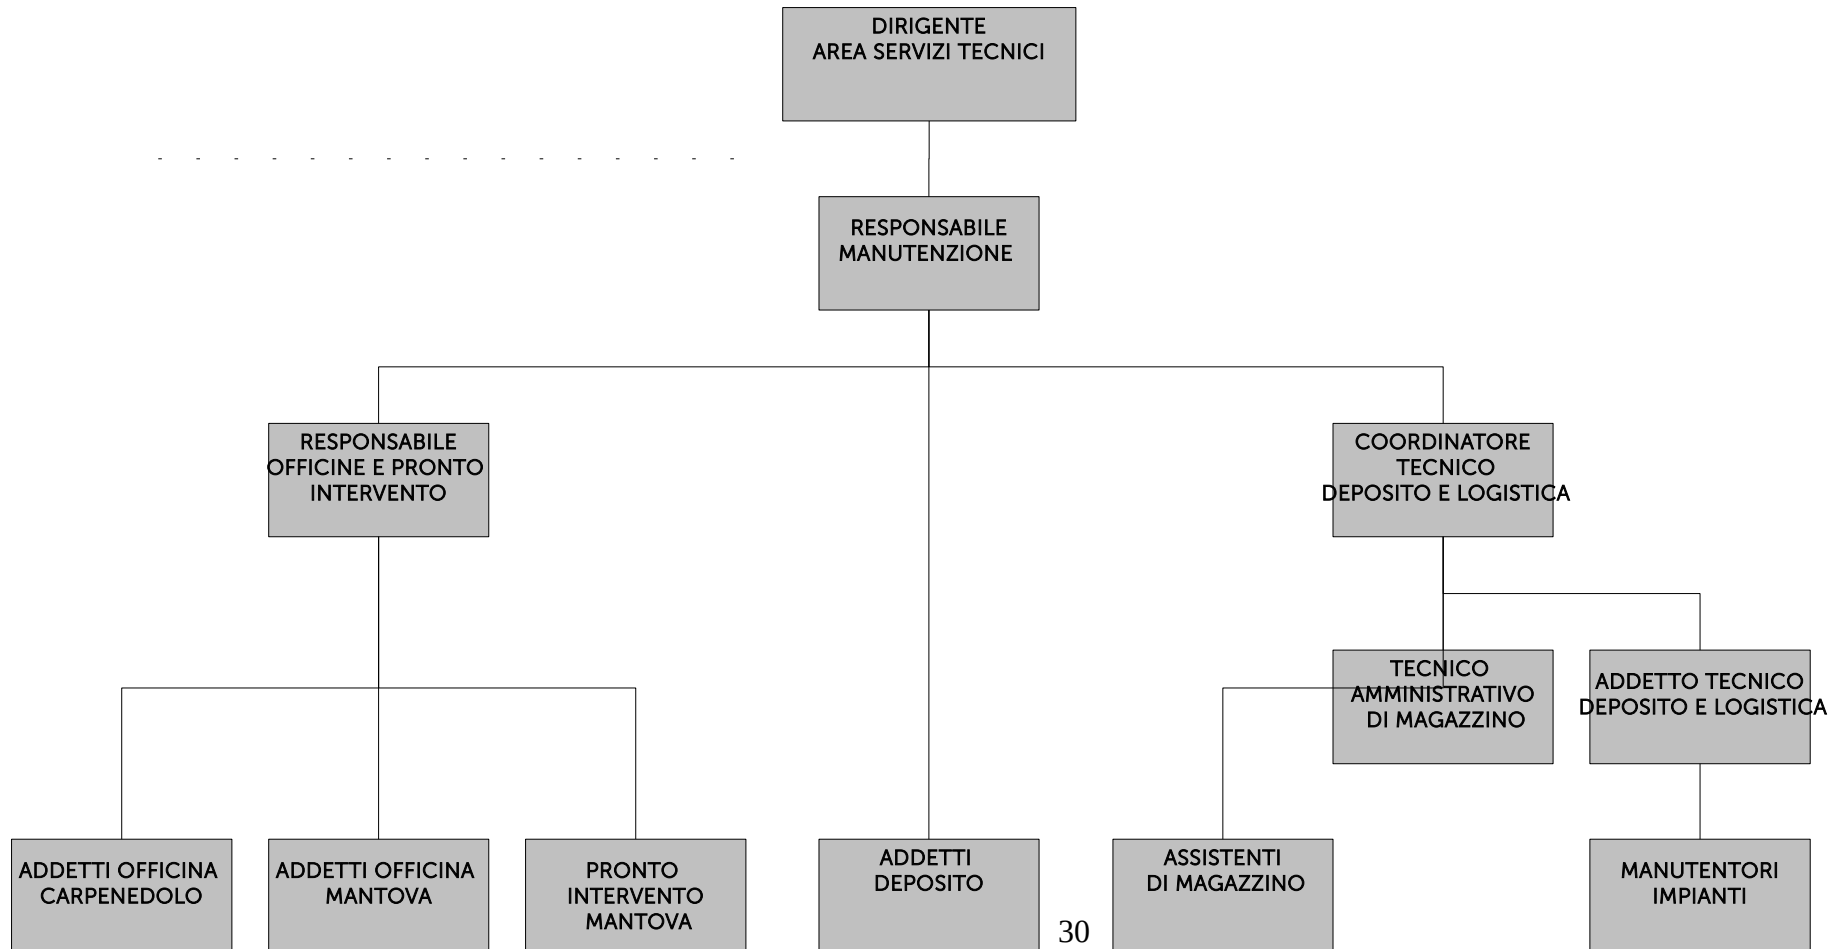 DIRIGENTE
AREA SERVIZI TECNICI
RESPONSABILE
MANUTENZIONE
RESPONSABILE
OFFICINE E PRONTO
INTERVENTO
COORDINATORE
TECNICO
DEPOSITO E LOGISTICA
TECNICO
AMMINISTRATIVO
DI MAGAZZINO
ADDETTO TECNICO
DEPOSITO E LOGISTICA
ADDETTI OFFICINA
CARPENEDOLO
ADDETTI OFFICINA
MANTOVA
PRONTO
INTERVENTO
MANTOVA
ADDETTI
DEPOSITO
ASSISTENTI
DI MAGAZZINO
MANUTENTORI
IMPIANTI
30